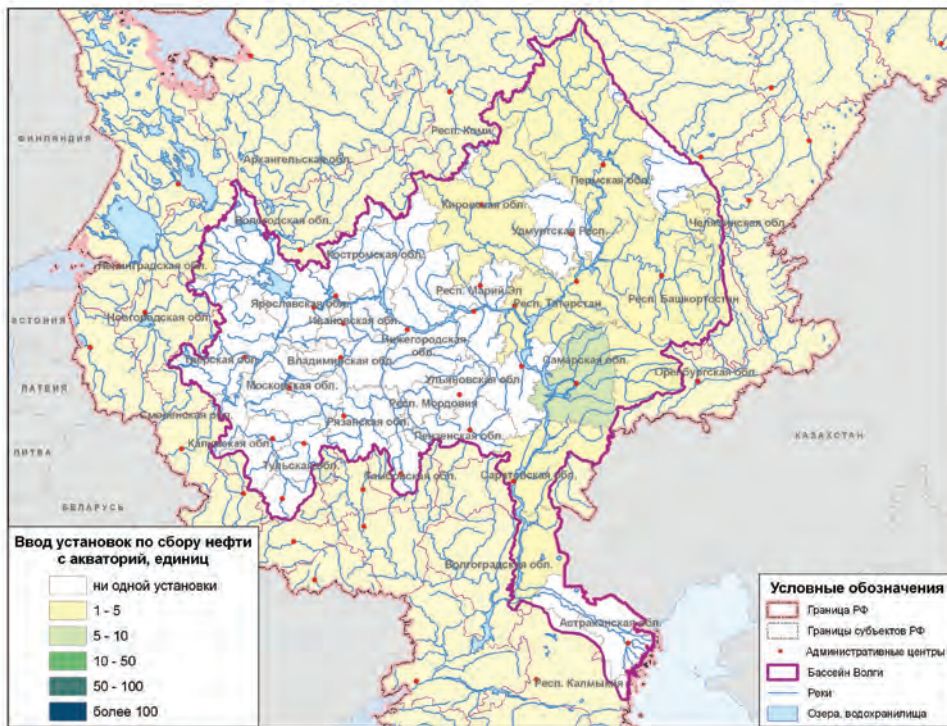 ФИНЛЯНДИЯ
Респ. Коми
Архангельская обл.
Пермская обл.
Вологодская обл.
Кировская обл.
Удмуртская Респ.
Челябинская обл.
Костромская обл.
Ленинградская обл.
Респ. Марий Эл
Респ. Татарстан
Респ. Башкортостан
Ярославская обл.
Новгородская обл.
Ивановская обл.
ЭСТОНИЯ
Нижегородская
обл.
Тверская обл.
Владимирская обл.
Самарская обл.
Оренбургская обл.
Ульяновская обл.
ЛАТВИЯ
Московская обл.
Респ. Мордовия
Смоленская обл.
Рязанская обл.
Пензенская обл.
КАЗАХСТАН
Калужская обл.
ЛИТВА
Тульская обл.
Тамбовская обл.
Саратовская обл.
БЕЛАРУСЬ
Волгоградская обл.
Астраханская обл.
Респ. Калмыкия
Ввод установок по сбору нефти
с акваторий, единиц
ни одной установки
1 - 5
5 - 10
10 - 50
50 - 100
более 100
Условные обозначения
Граница РФ
Границы субъектов РФ
Административные центры
Бассейн Волги
Реки
Озера, водохранилища